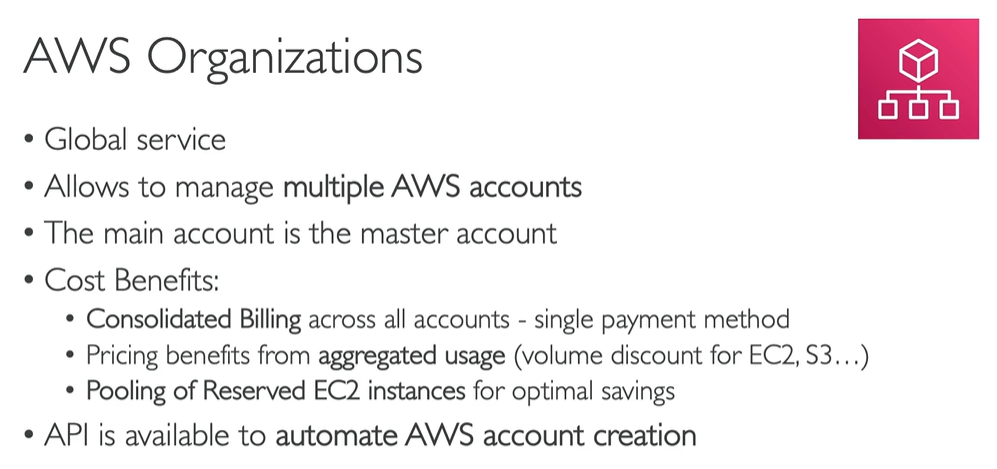 AWS Organizations
• Global service
• Allows to manage multiple AWS accounts
• The main account is the master account
• Cost Benefits:
• Consolidated Billing across all accounts - single payment method
• Pricing benefits from aggregated usage (volume discount for EC2, S3…)
• Pooling of Reserved EC2 instances for optimal savings
• API is available to automate AWS account creation